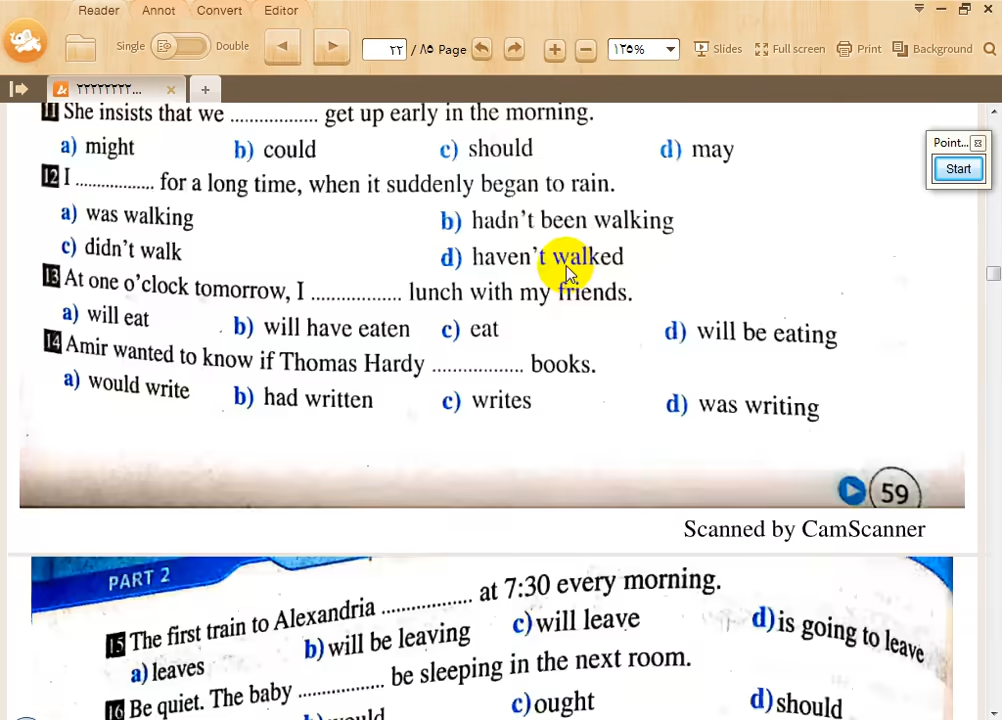 Reader Annot Convert Editor
Single Double ٢٢ / ٨٥ Page ١٢٥% Slides Full screen Print Background
٢٢٢٢٢٢٢٢... × +
11 She insists that we .................. get up early in the morning.
a) might b) could c) should d) may
12 I ................. for a long time, when it suddenly began to rain.
a) was walking b) hadn't been walking
c) didn't walk d) haven't walked
13 At one o'clock tomorrow, I ................... lunch with my friends.
a) will eat b) will have eaten c) eat d) will be eating
14 Amir wanted to know if Thomas Hardy ................... books.
a) would write b) had written c) writes d) was writing
59
Scanned by CamScanner
Point...
Start
PART 2
15 The first train to Alexandria ................... at 7:30 every morning.
a) leaves b) will be leaving c) will leave d) is going to leave
16 Be quiet. The baby .................. be sleeping in the next room.
c) ought d) should